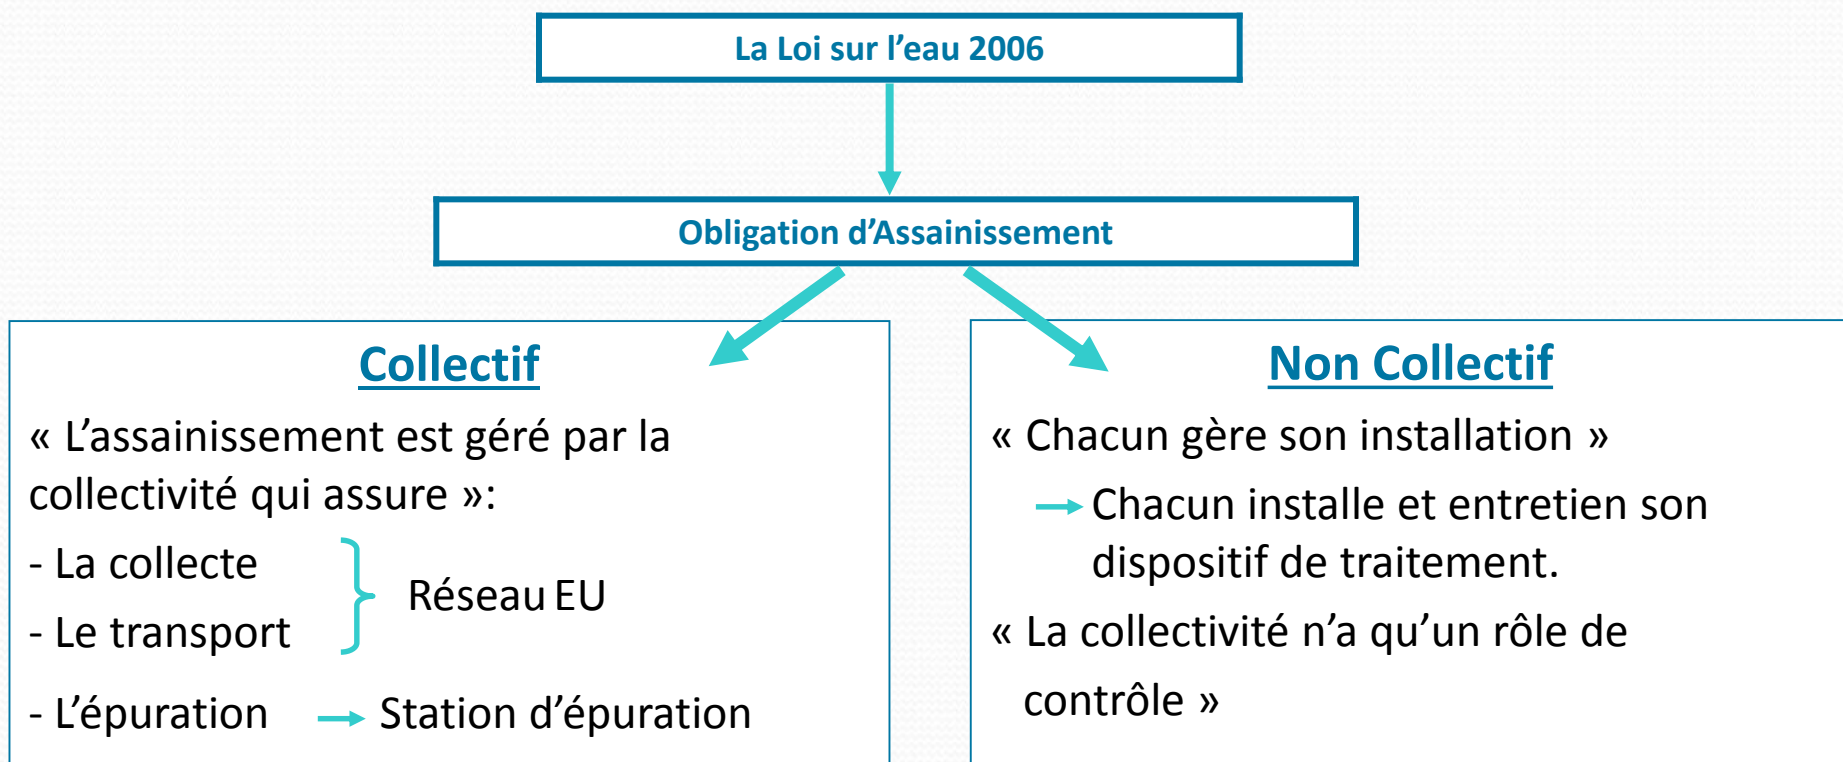 La Loi sur l’eau 2006
Obligation d’Assainissement
Collectif
« L’assainissement est géré par la
collectivité qui assure »:
- La collecte
- Le transport
Réseau EU
- L’épuration
Station d’épuration
Non Collectif
« Chacun gère son installation »
Chacun installe et entretien son
dispositif de traitement.
« La collectivité n’a qu’un rôle de
contrôle »